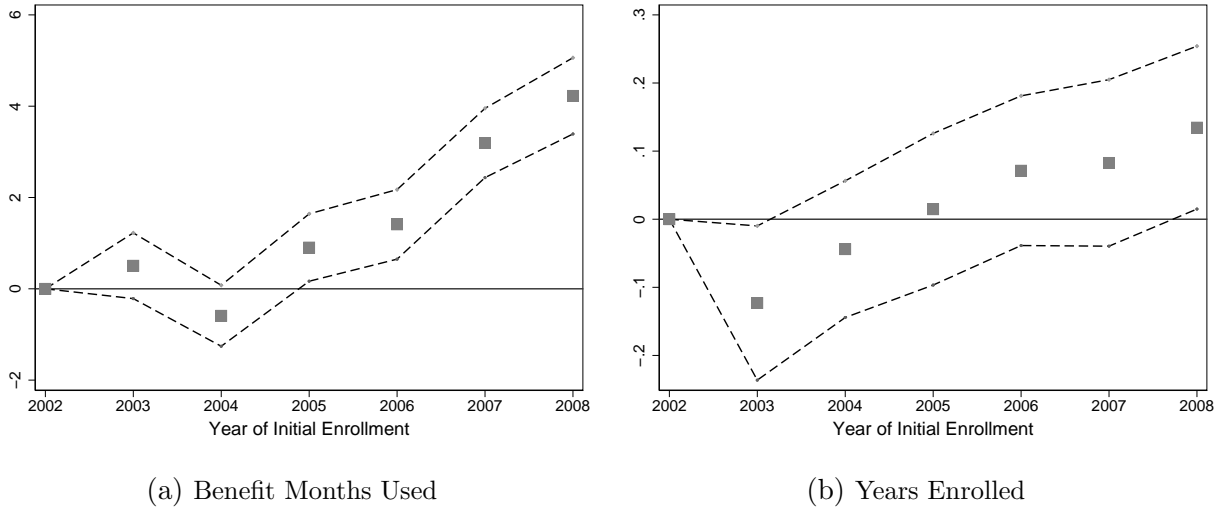 6
4
2
0
−2
2002 2003 2004 2005 2006 2007 2008
Year of Initial Enrollment
(a) Benefit Months Used
.3
.2
.1
0
−.1
−.2
2002 2003 2004 2005 2006 2007 2008
Year of Initial Enrollment
(b) Years Enrolled